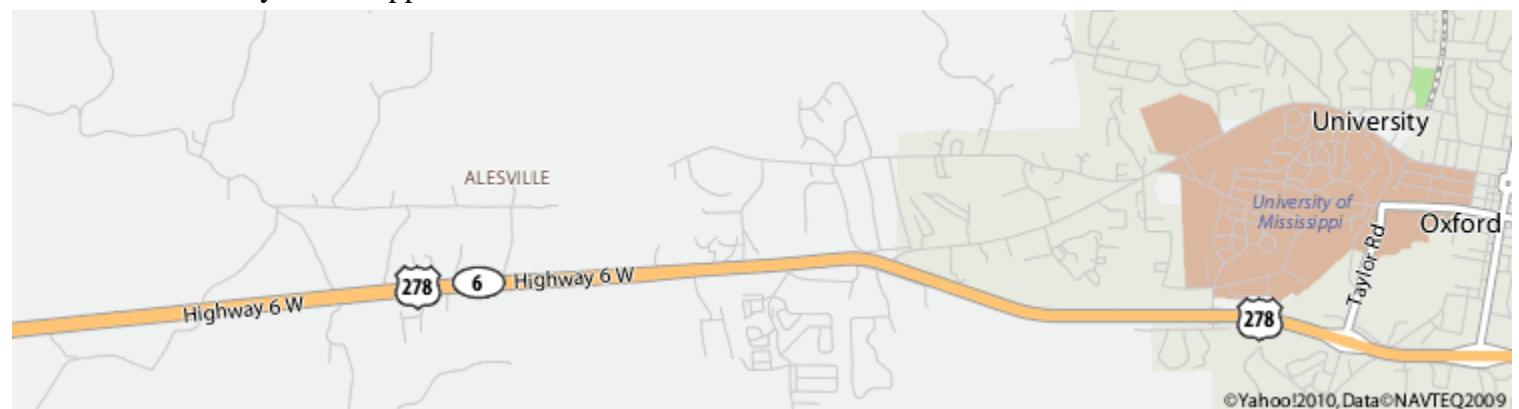 University
ALESVILLE
University of
Mississippi
Oxford
Taylor Rd
278
6
Highway 6 W
Highway 6 W
278
©Yahoo!2010, Data©NAVTEQ2009